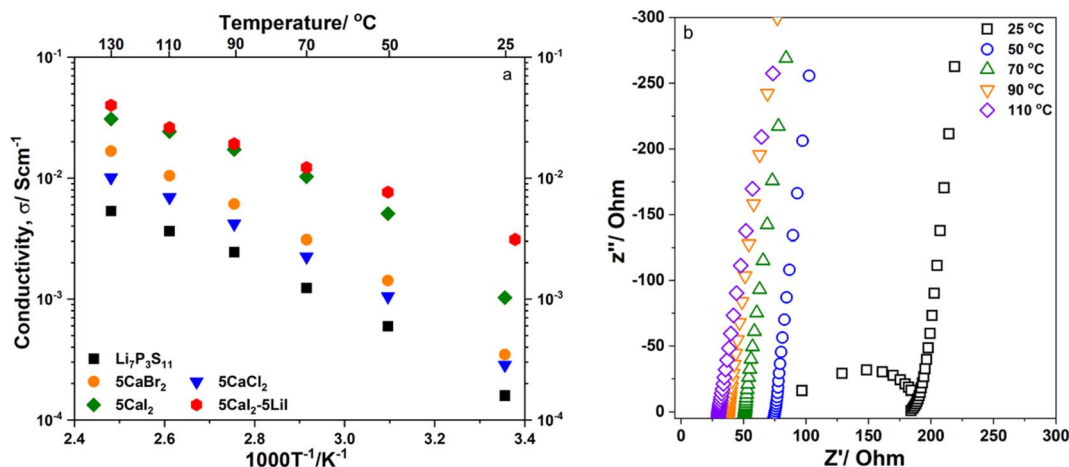 Temperature/ °C
130 110 90 70 50 25
10⁻¹ 10⁻¹
a
10⁻² 10⁻²
10⁻³ 10⁻³
10⁻⁴ 10⁻⁴
Conductivity, σ/ Scm⁻¹
Li₇P₃S₁₁
5CaBr₂ 5CaCl₂
5CaI₂ 5CaI₂-5LiI
2.4 2.6 2.8 3.0 3.2 3.4
1000T⁻¹/K⁻¹
b
-300
-250
-200
-150
-100
-50
0
z''/ Ohm
25 °C
50 °C
70 °C
90 °C
110 °C
0 50 100 150 200 250 300
Z'/ Ohm